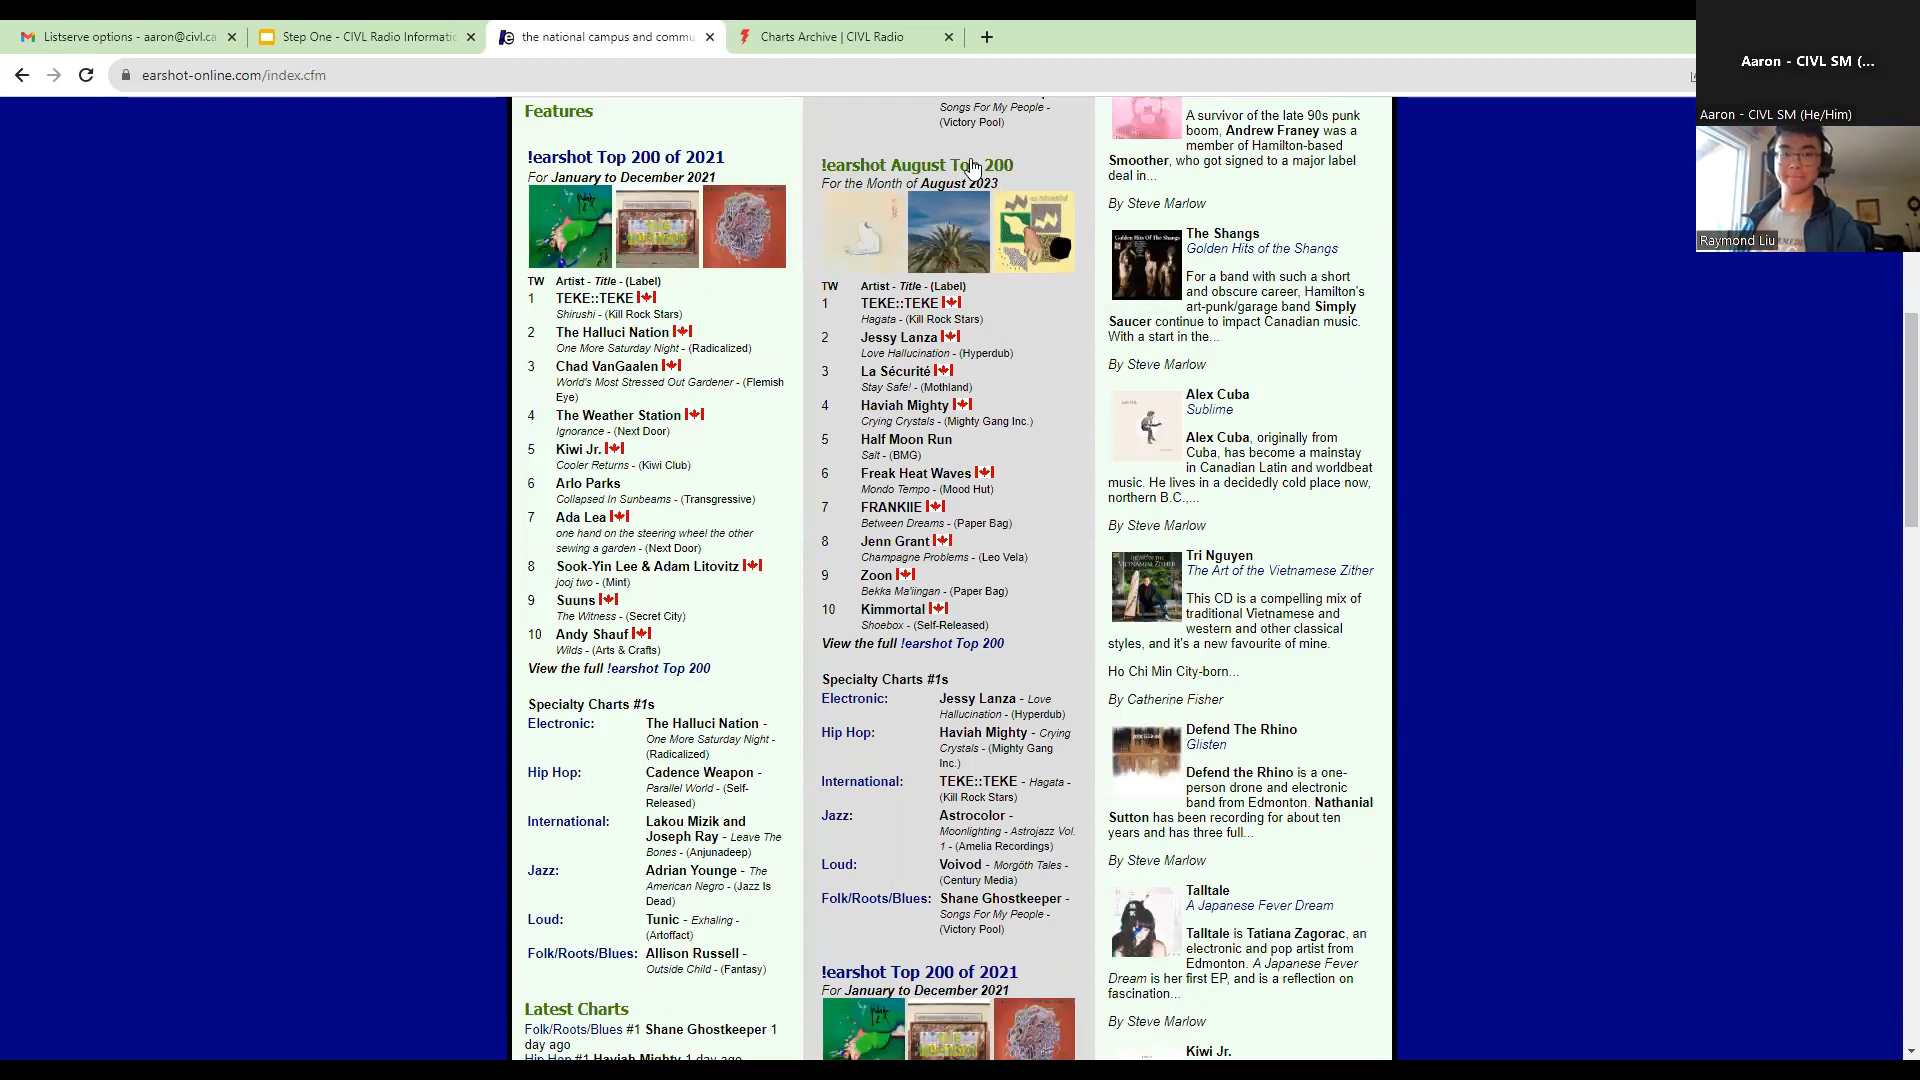 Listserve options - aaron@civl.ca
Step One - CIVL Radio Informatic
the national campus and commu
Charts Archive | CIVL Radio
earshot-online.com/index.cfm
Aaron - CIVL SM (...
Aaron - CIVL SM (He/Him)
Raymond Liu
Features
!earshot Top 200 of 2021
For January to December 2021
TW Artist - Title - (Label)
1 TEKE::TEKE
Shirushi - (Kill Rock Stars)
2 The Halluci Nation
One More Saturday Night - (Radicalized)
3 Chad VanGaalen
World's Most Stressed Out Gardener - (Flemish
Eye)
4 The Weather Station
Ignorance - (Next Door)
5 Kiwi Jr.
Cooler Returns - (Kiwi Club)
6 Arlo Parks
Collapsed In Sunbeams - (Transgressive)
7 Ada Lea
one hand on the steering wheel the other
sewing a garden - (Next Door)
8 Sook-Yin Lee & Adam Litovitz
jooj two - (Mint)
9 Suuns
The Witness - (Secret City)
10 Andy Shauf
Wilds - (Arts & Crafts)
View the full !earshot Top 200
Specialty Charts #1s
Electronic: The Halluci Nation -
One More Saturday Night -
(Radicalized)
Hip Hop: Cadence Weapon -
Parallel World - (Self-
Released)
International: Lakou Mizik and
Joseph Ray - Leave The
Bones - (Anjunadeep)
Jazz: Adrian Younge - The
American Negro - (Jazz Is
Dead)
Loud: Tunic - Exhaling -
(Artoffact)
Folk/Roots/Blues: Allison Russell -
Outside Child - (Fantasy)
Latest Charts
Folk/Roots/Blues #1 Shane Ghostkeeper 1
day ago
Hip Hop #1 Haviah Mighty 1 day ago
Songs For My People -
(Victory Pool)
!earshot August Top 200
For the Month of August 2023
TW Artist - Title - (Label)
1 TEKE::TEKE
Hagata - (Kill Rock Stars)
2 Jessy Lanza
Love Hallucination - (Hyperdub)
3 La Sécurité
Stay Safe! - (Mothland)
4 Haviah Mighty
Crying Crystals - (Mighty Gang Inc.)
5 Half Moon Run
Salt - (BMG)
6 Freak Heat Waves
Mondo Tempo - (Mood Hut)
7 FRANKIIE
Between Dreams - (Paper Bag)
8 Jenn Grant
Champagne Problems - (Leo Vela)
9 Zoon
Bekka Ma'iingan - (Paper Bag)
10 Kimmortal
Shoebox - (Self-Released)
View the full !earshot Top 200
Specialty Charts #1s
Electronic: Jessy Lanza - Love
Hallucination - (Hyperdub)
Hip Hop: Haviah Mighty - Crying
Crystals - (Mighty Gang
Inc.)
International: TEKE::TEKE - Hagata -
(Kill Rock Stars)
Jazz: Astrocolor -
Moonlighting - Astrojazz Vol.
1 - (Amelia Recordings)
Loud: Voivod - Morgöth Tales -
(Century Media)
Folk/Roots/Blues: Shane Ghostkeeper -
Songs For My People -
(Victory Pool)
!earshot Top 200 of 2021
For January to December 2021
A survivor of the late 90s punk
boom, Andrew Franey was a
member of Hamilton-based
Smoother, who got signed to a major label
deal in...
By Steve Marlow
The Shangs
Golden Hits of the Shangs
For a band with such a short
and obscure career, Hamilton's
art-punk/garage band Simply
Saucer continue to impact Canadian music.
With a start in the...
By Steve Marlow
Alex Cuba
Sublime
Alex Cuba, originally from
Cuba, has become a mainstay
in Canadian Latin and worldbeat
music. He lives in a decidedly cold place now,
northern B.C.,...
By Steve Marlow
Tri Nguyen
The Art of the Vietnamese Zither
This CD is a compelling mix of
traditional Vietnamese and
western and other classical
styles, and it's a new favourite of mine.
Ho Chi Min City-born...
By Catherine Fisher
Defend The Rhino
Glisten
Defend the Rhino is a one-
person drone and electronic
band from Edmonton. Nathanial
Sutton has been recording for about ten
years and has three full...
By Steve Marlow
Talltale
A Japanese Fever Dream
Talltale is Tatiana Zagorac, an
electronic and pop artist from
Edmonton. A Japanese Fever
Dream is her first EP, and is a reflection on
fascination...
By Steve Marlow
Kiwi Jr.